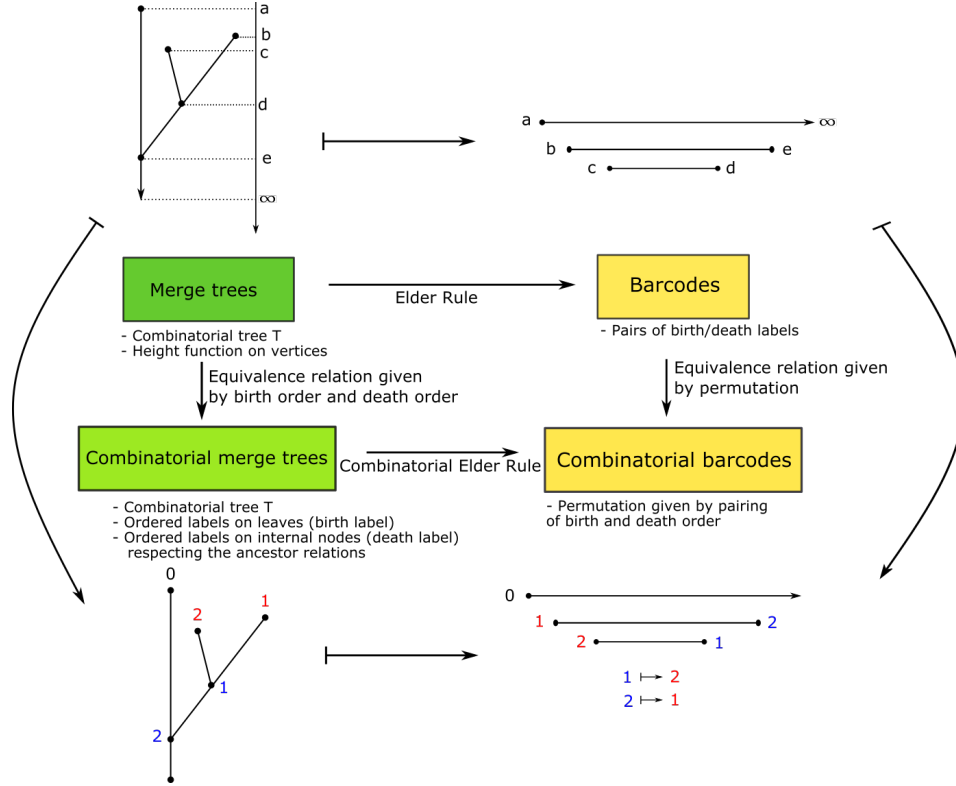 a
b
c
d
e
∞
a
∞
b
e
c
d
Merge trees
Elder Rule
Barcodes
- Combinatorial tree T
- Height function on vertices
- Pairs of birth/death labels
Equivalence relation given
by birth order and death order
Equivalence relation given
by permutation
Combinatorial merge trees
Combinatorial Elder Rule
Combinatorial barcodes
- Combinatorial tree T
- Ordered labels on leaves (birth label)
- Ordered labels on internal nodes (death label)
respecting the ancestor relations
- Permutation given by pairing
of birth and death order
0
2
1
1
2
0
1
2
2
1
1 ↦ 2
2 ↦ 1